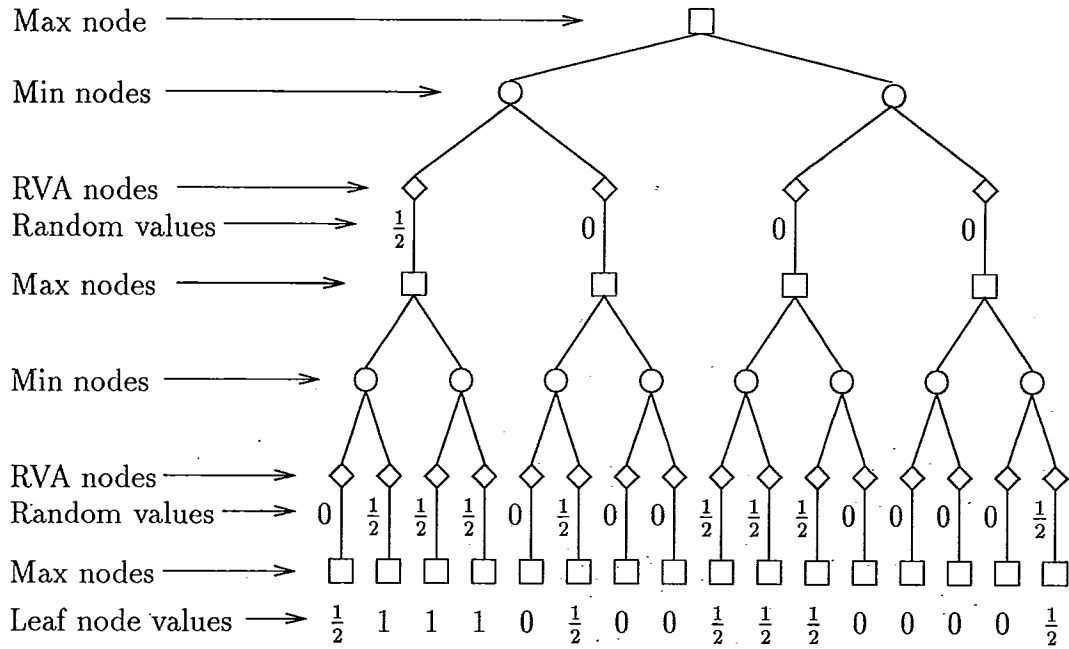 Max node
Min nodes
RVA nodes
Random values 1/2 0 0 0
Max nodes
Min nodes
RVA nodes
Random values 0 1/2 1/2 1/2 0 1/2 0 0 1/2 1/2 1/2 0 0 0 0 1/2
Max nodes
Leaf node values 1/2 1 1 1 0 1/2 0 0 1/2 1/2 1/2 0 0 0 0 1/2